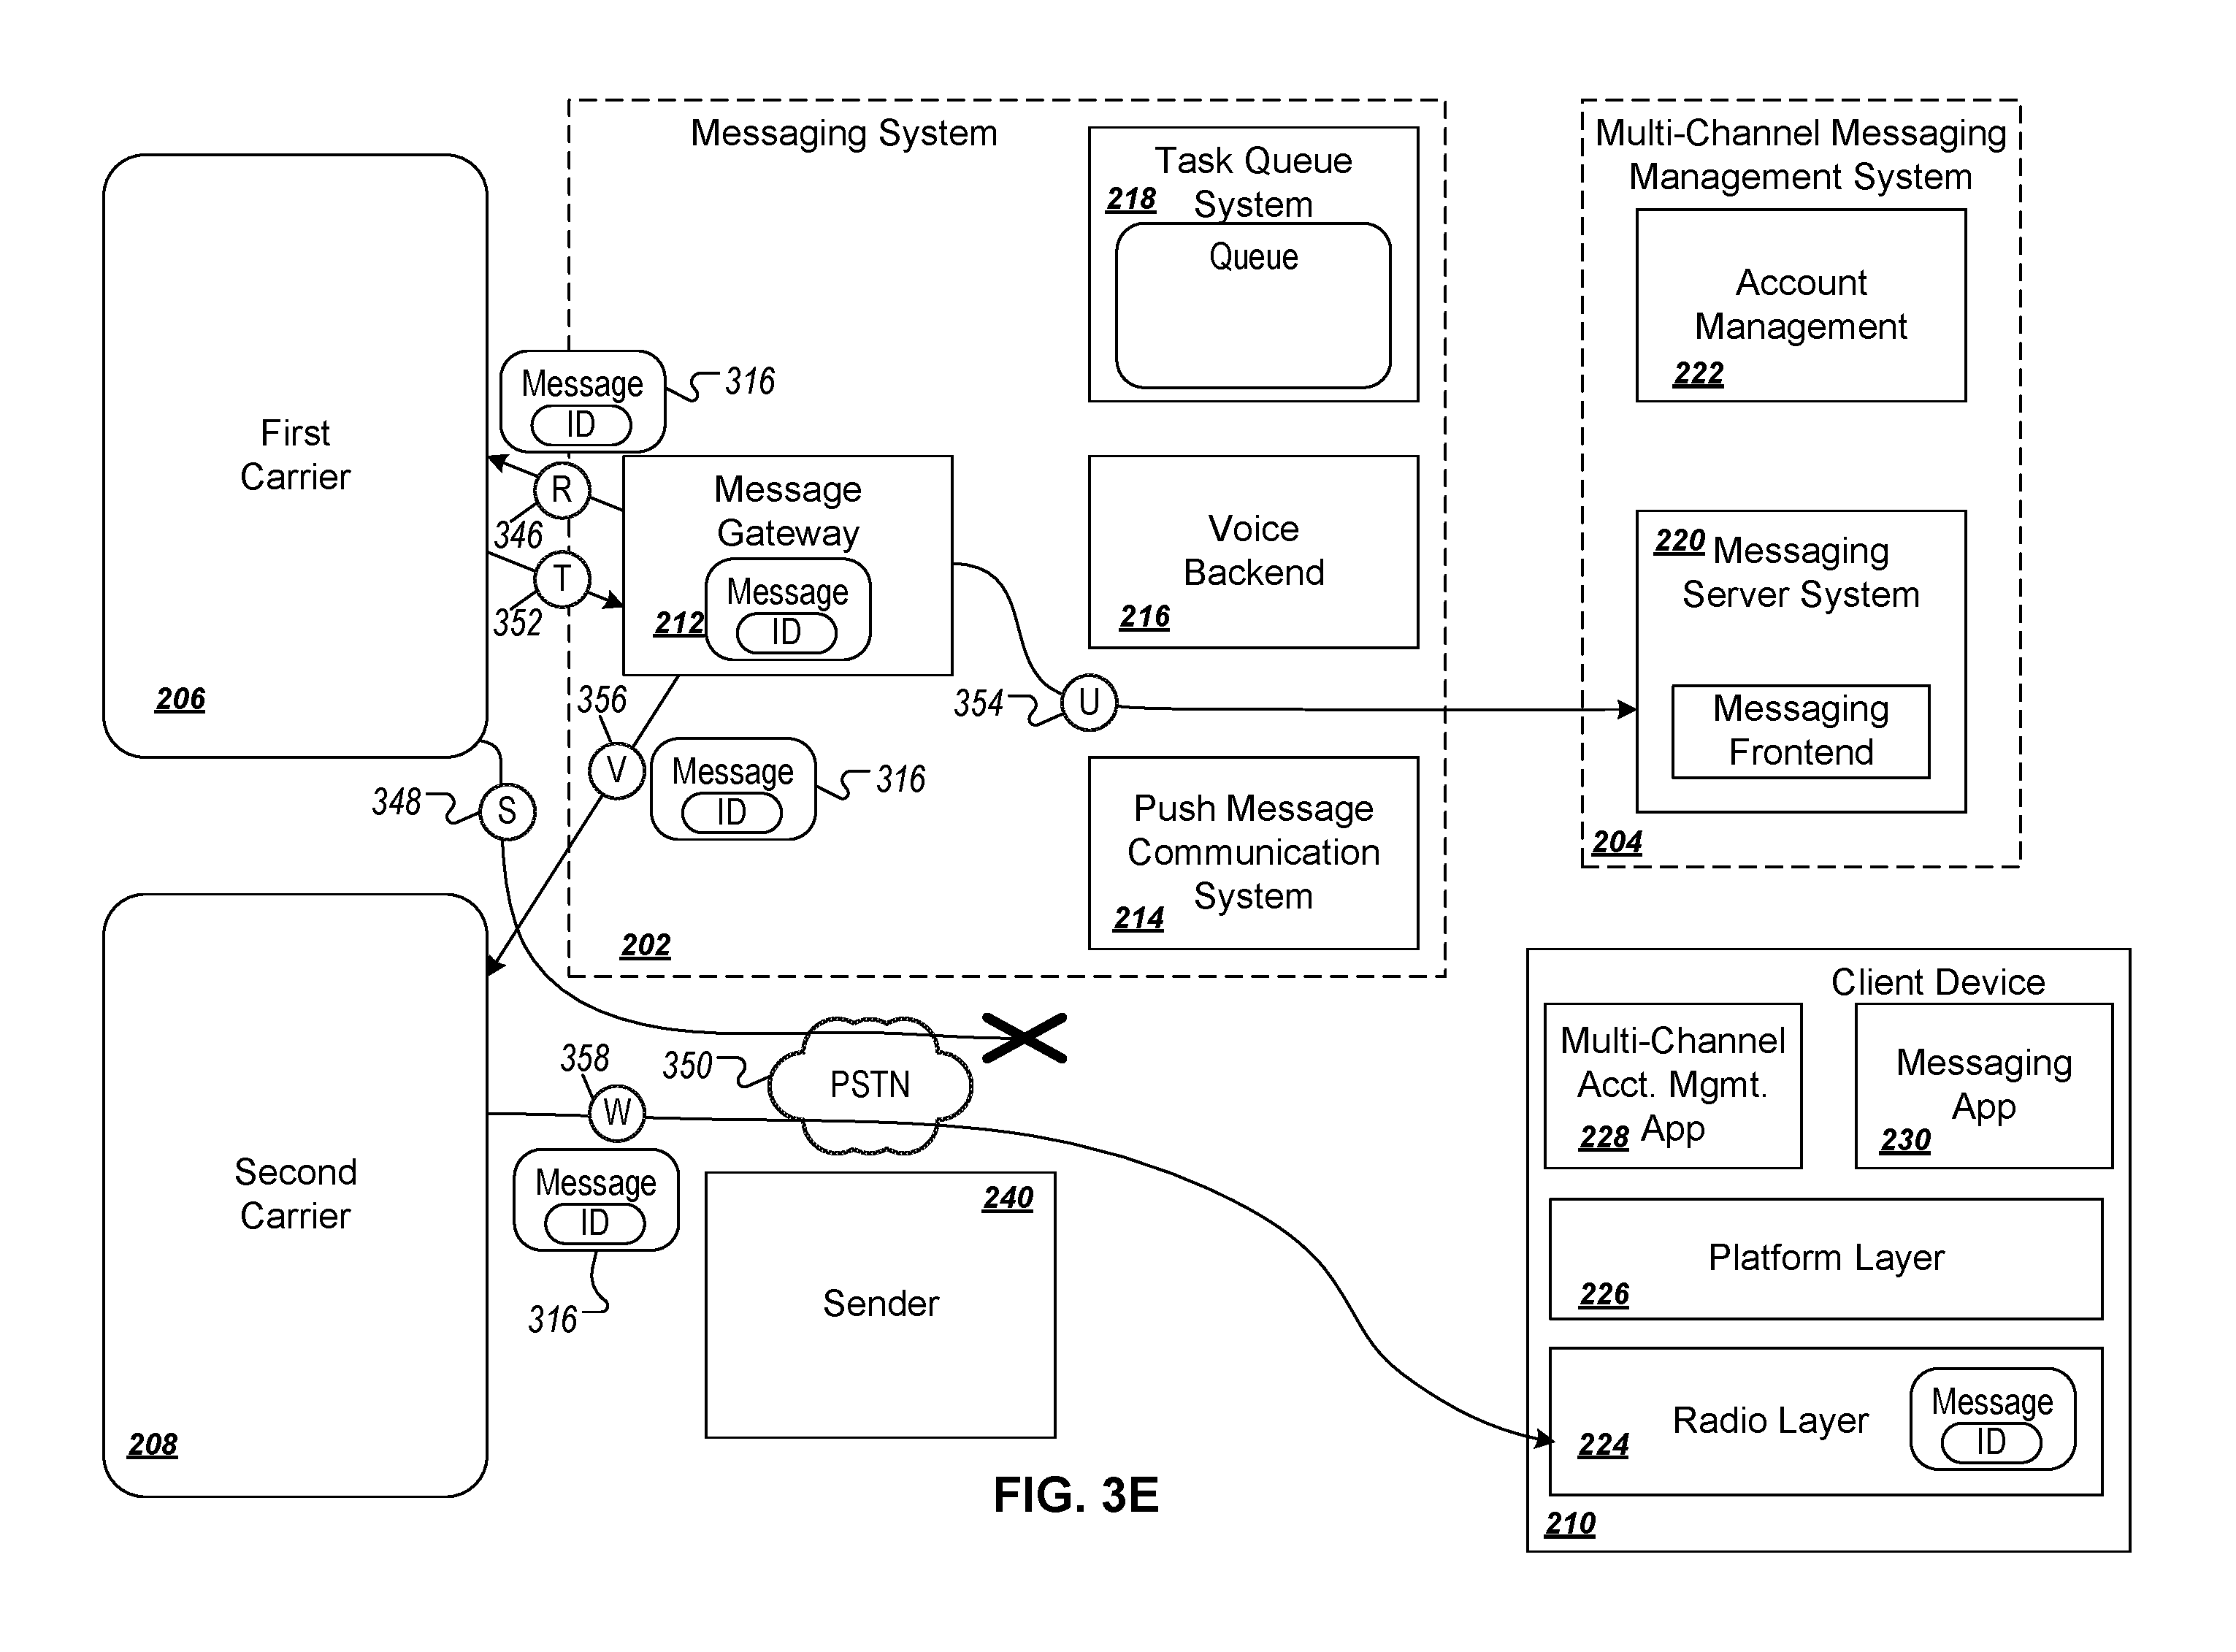 Messaging System
Task Queue
218
System
Queue
Multi-Channel Messaging
Management System
Account
Management
222
First
Carrier
206
Message
ID
316
R
346
T
352
Message
Gateway
Message
212
ID
Voice
Backend
216
220
Messaging
Server System
Messaging
Frontend
204
354
U
356
V
Message
ID
316
348
S
Push Message
Communication
System
214
202
Second
Carrier
208
358
W
350
PSTN
Message
ID
316
240
Sender
Client Device
Multi-Channel
Acct. Mgmt.
228
App
Messaging
App
230
Platform Layer
226
Radio Layer
224
Message
ID
210
FIG. 3E